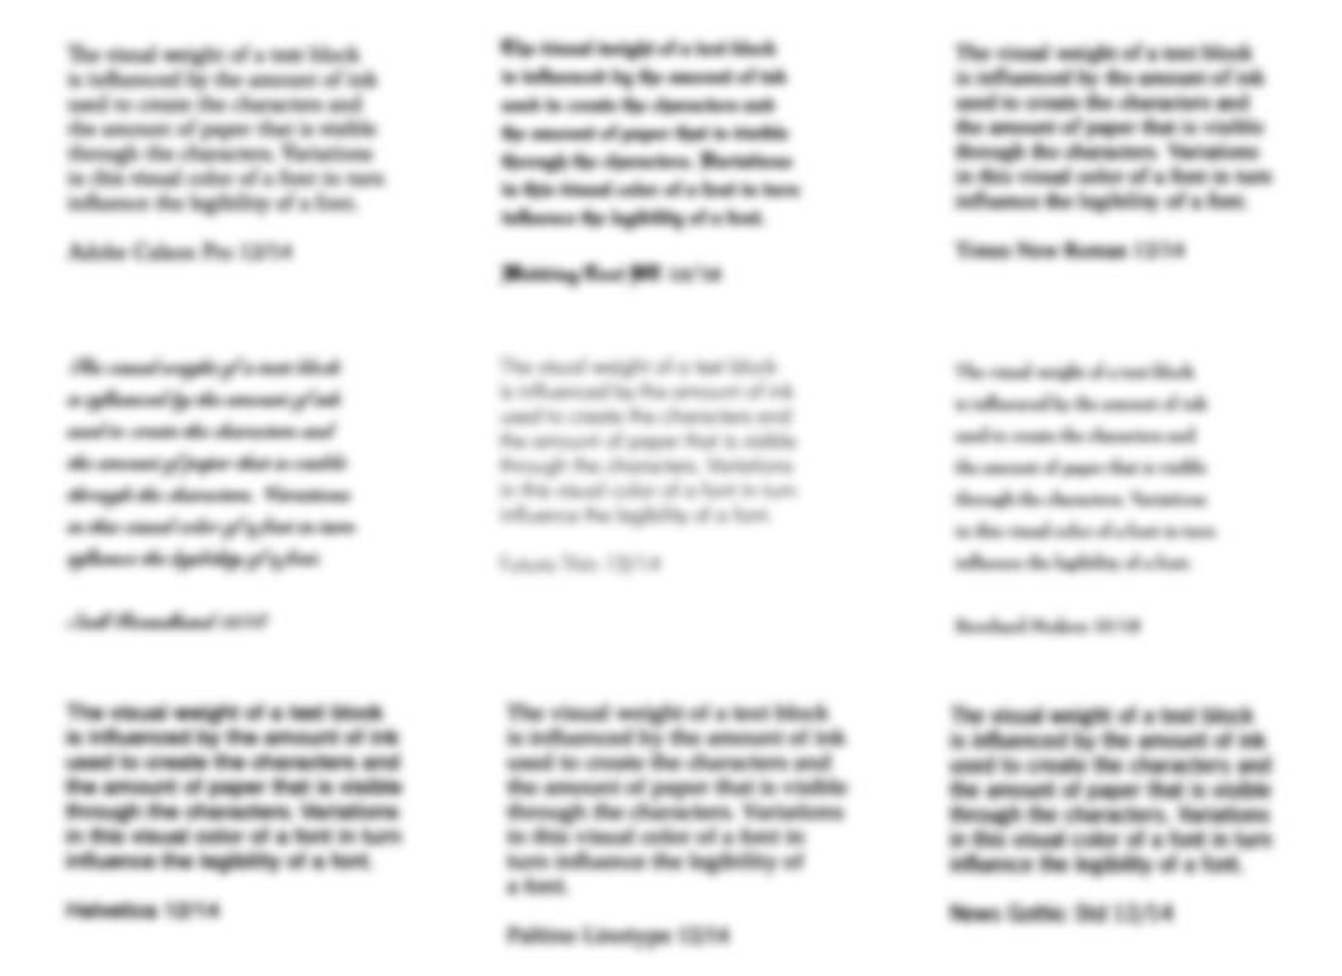 The visual weight of a text block
is influenced by the amount of ink
used to create the characters and
the amount of paper that is visible
through the characters. Variations
in this visual color of a font in turn
influence the legibility of a font.
Adobe Caslon Pro 12/14
The visual weight of a text block
is influenced by the amount of ink
used to create the characters and
the amount of paper that is visible
through the characters. Variations
in this visual color of a font in turn
influence the legibility of a font.
Text MT
The visual weight of a text block
is influenced by the amount of ink
used to create the characters and
the amount of paper that is visible
through the characters. Variations
in this visual color of a font in turn
influence the legibility of a font.
Times New Roman 12/14
The visual weight of a text block
is influenced by the amount of ink
used to create the characters and
the amount of paper that is visible
through the characters. Variations
in this visual color of a font in turn
influence the legibility of a font.
Snell Roundhand
The visual weight of a text block
is influenced by the amount of ink
used to create the characters and
the amount of paper that is visible
through the characters. Variations
in this visual color of a font in turn
influence the legibility of a font.
Futura 12/14
The visual weight of a text block
is influenced by the amount of ink
used to create the characters and
the amount of paper that is visible
through the characters. Variations
in this visual color of a font in turn
influence the legibility of a font.
Bernhard Modern
The visual weight of a text block
is influenced by the amount of ink
used to create the characters and
the amount of paper that is visible
through the characters. Variations
in this visual color of a font in turn
influence the legibility of a font.
Helvetica 12/14
The visual weight of a text block
is influenced by the amount of ink
used to create the characters and
the amount of paper that is visible
through the characters. Variations
in this visual color of a font in
turn influence the legibility of
a font.
Palatino Linotype 12/14
The visual weight of a text block
is influenced by the amount of ink
used to create the characters and
the amount of paper that is visible
through the characters. Variations
in this visual color of a font in turn
influence the legibility of a font.
News Gothic Std 12/14